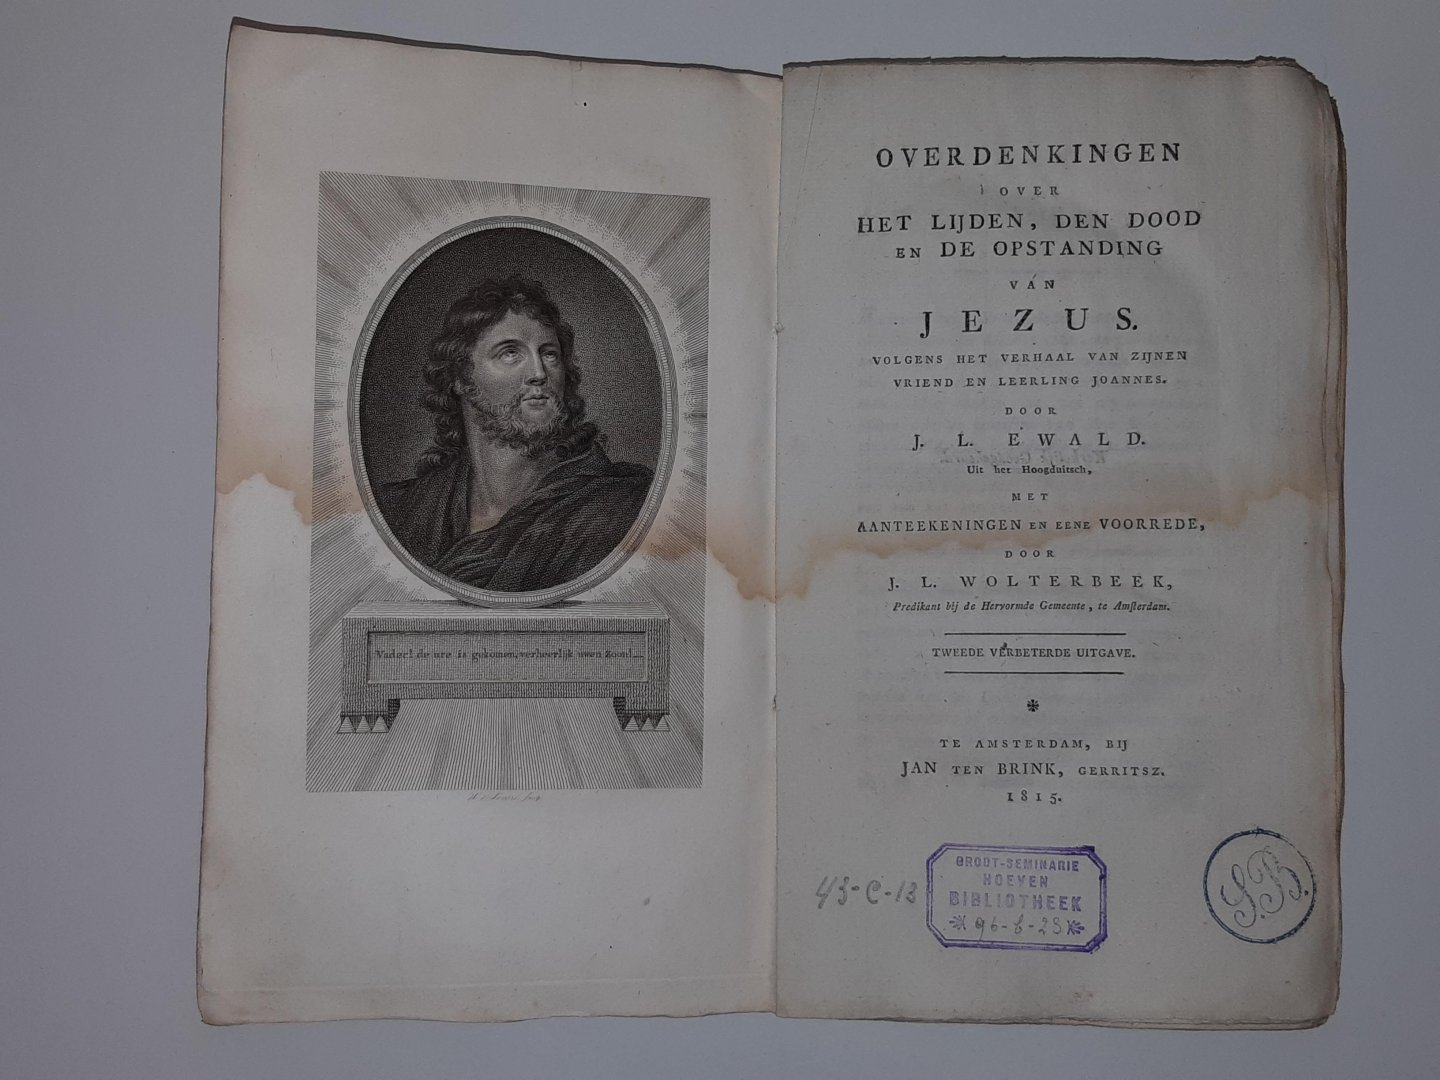 Vader! de ure is gekomen, verheerlijk uwen Zoon!
OVERDENKINGEN
OVER
HET LIJDEN, DEN DOOD
EN DE OPSTANDING
VAN
JEZUS.
VOLGENS HET VERHAAL VAN ZIJNEN
VRIEND EN LEERLING JOANNES.
DOOR
J. L. EWALD.
Uit het Hoogduitsch,
MET
AANTEEKENINGEN EN EENE VOORREDE,
DOOR
J. L. WOLTERBEEK,
Predikant bij de Hervormde Gemeente, te Amsterdam.
TWEEDE VERBETERDE UITGAVE.
TE AMSTERDAM, BIJ
JAN TEN BRINK, GERRITSZ.
1815.
43-C-13
GROOT-SEMINARIE
HOEVEN
BIBLIOTHEEK
96-6-23
S.B.